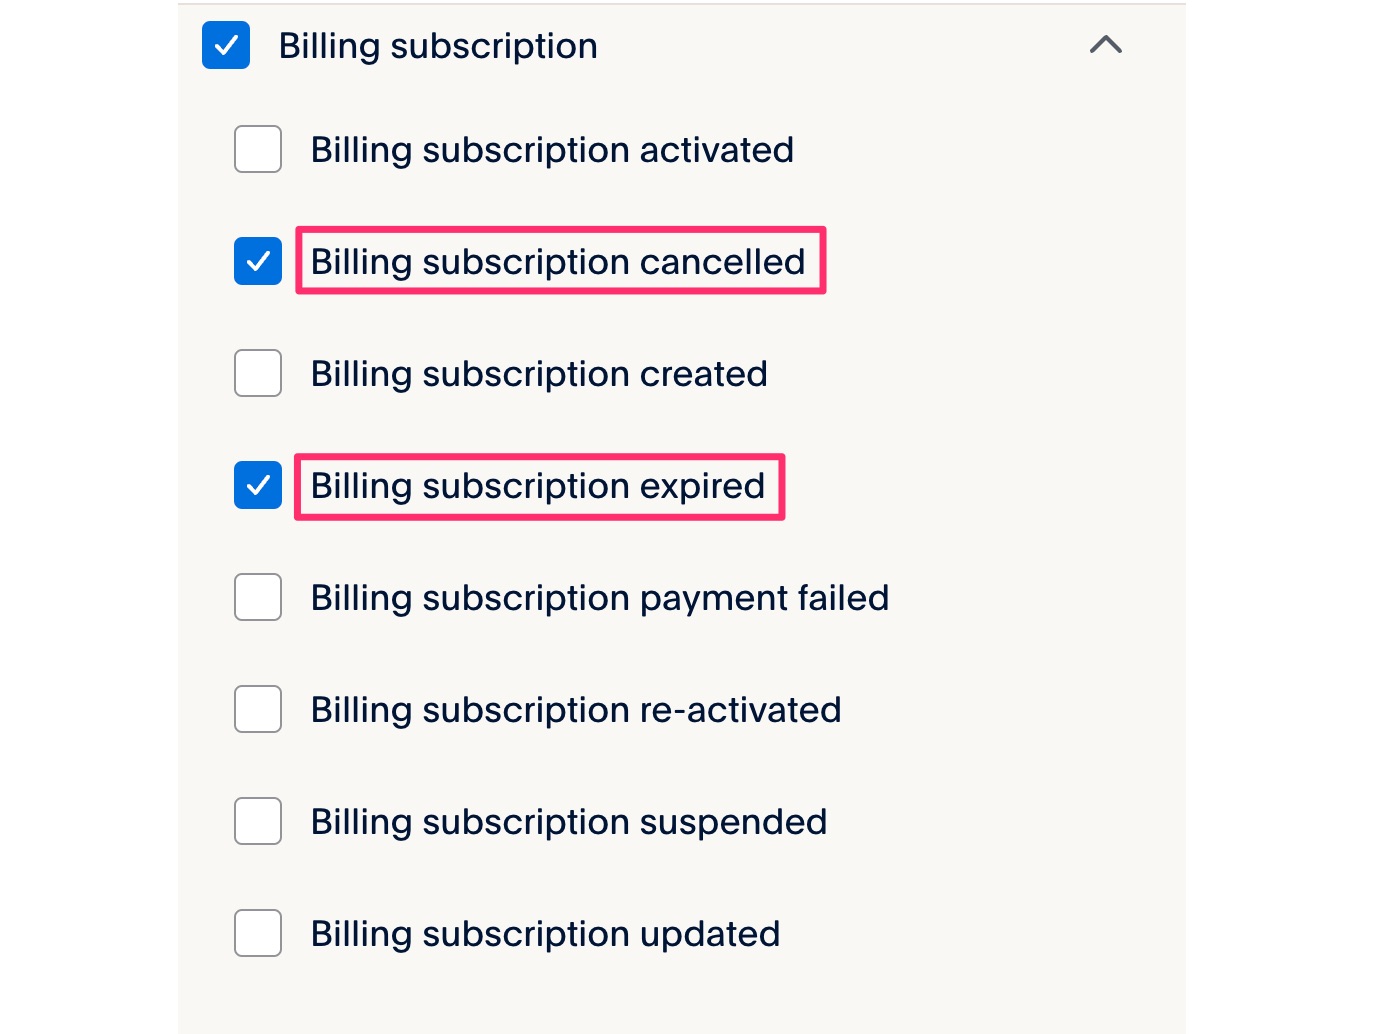 Billing subscription
Billing subscription activated
Billing subscription cancelled
Billing subscription created
Billing subscription expired
Billing subscription payment failed
Billing subscription re-activated
Billing subscription suspended
Billing subscription updated